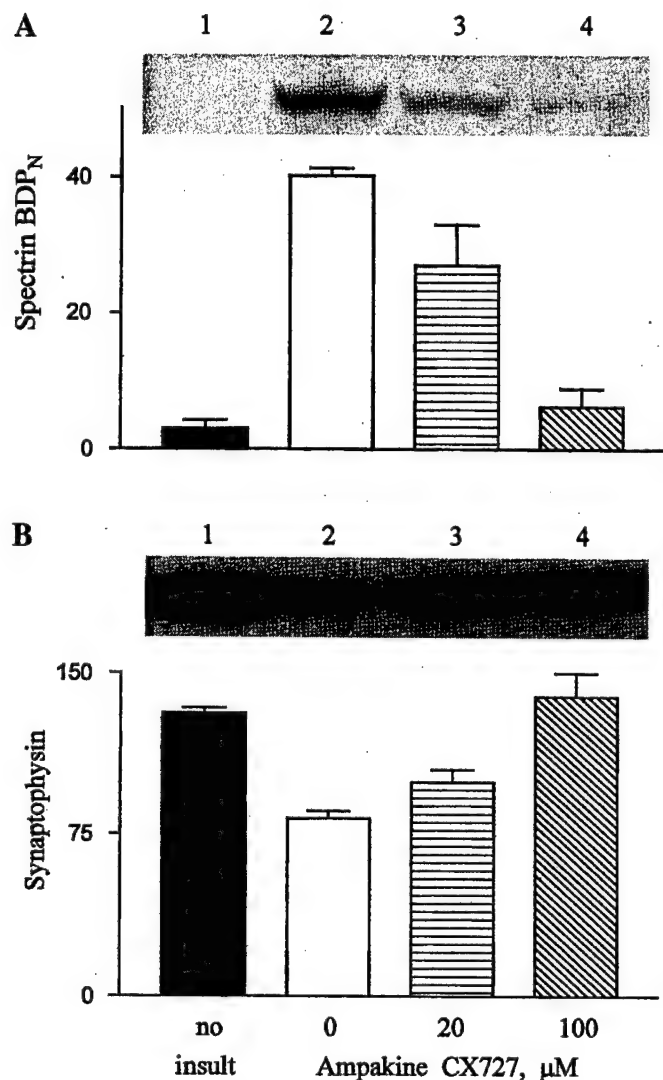 A 1 2 3 4
Spectrin BDP_N
40
20
0
B 1 2 3 4
Synaptophysin
150
75
0
no 0 20 100
insult Ampakine CX727, μM